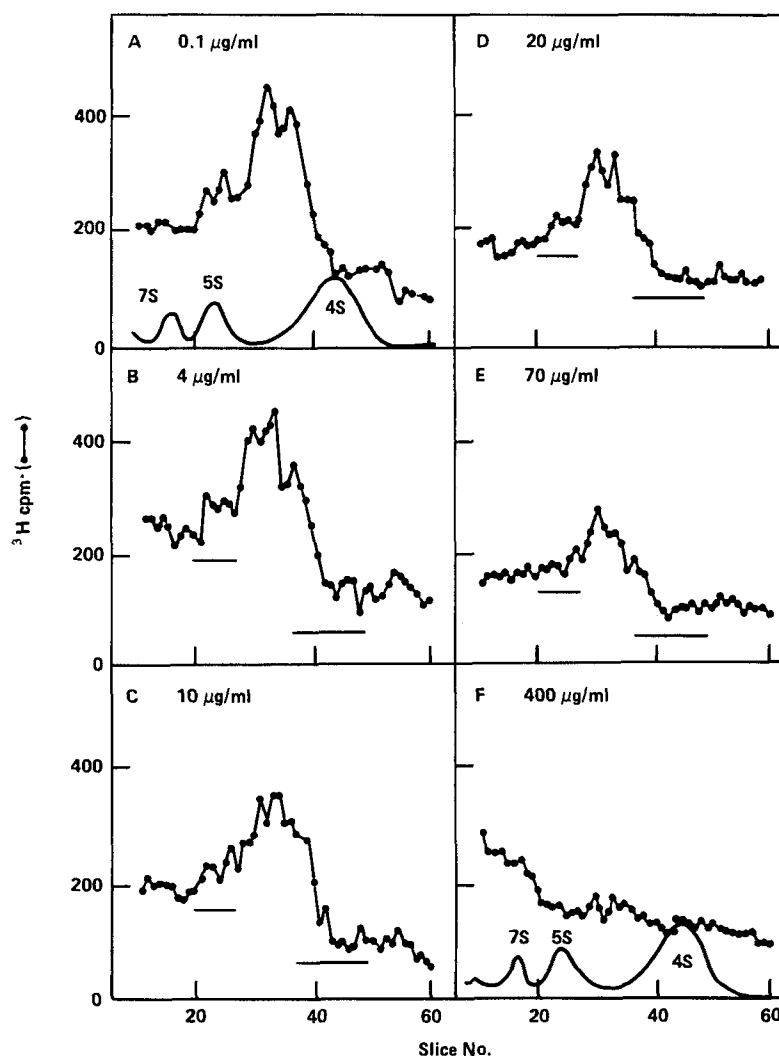 A 0.1 µg/ml
400
200
0
7S 5S 4S
B 4 µg/ml
400
200
0
C 10 µg/ml
400
200
0
20 40 60
D 20 µg/ml
E 70 µg/ml
F 400 µg/ml
7S 5S 4S
20 40 60
³H cpm· (•—•)
Slice No.